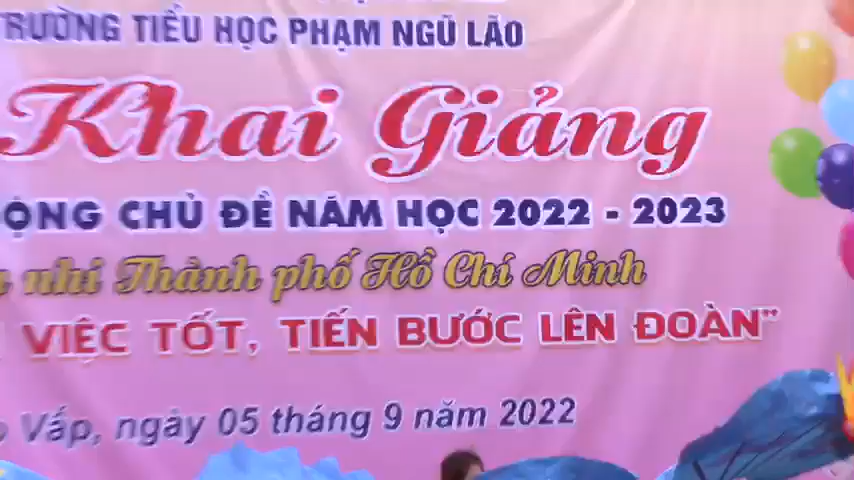 TRƯỜNG TIỂU HỌC PHẠM NGŨ LÃO
Khai Giảng
ĐỘNG CHỦ ĐỀ NĂM HỌC 2022 - 2023
nhi Thành phố Hồ Chí Minh
VIỆC TỐT, TIẾN BƯỚC LÊN ĐOÀN"
Vấp, ngày 05 tháng 9 năm 2022